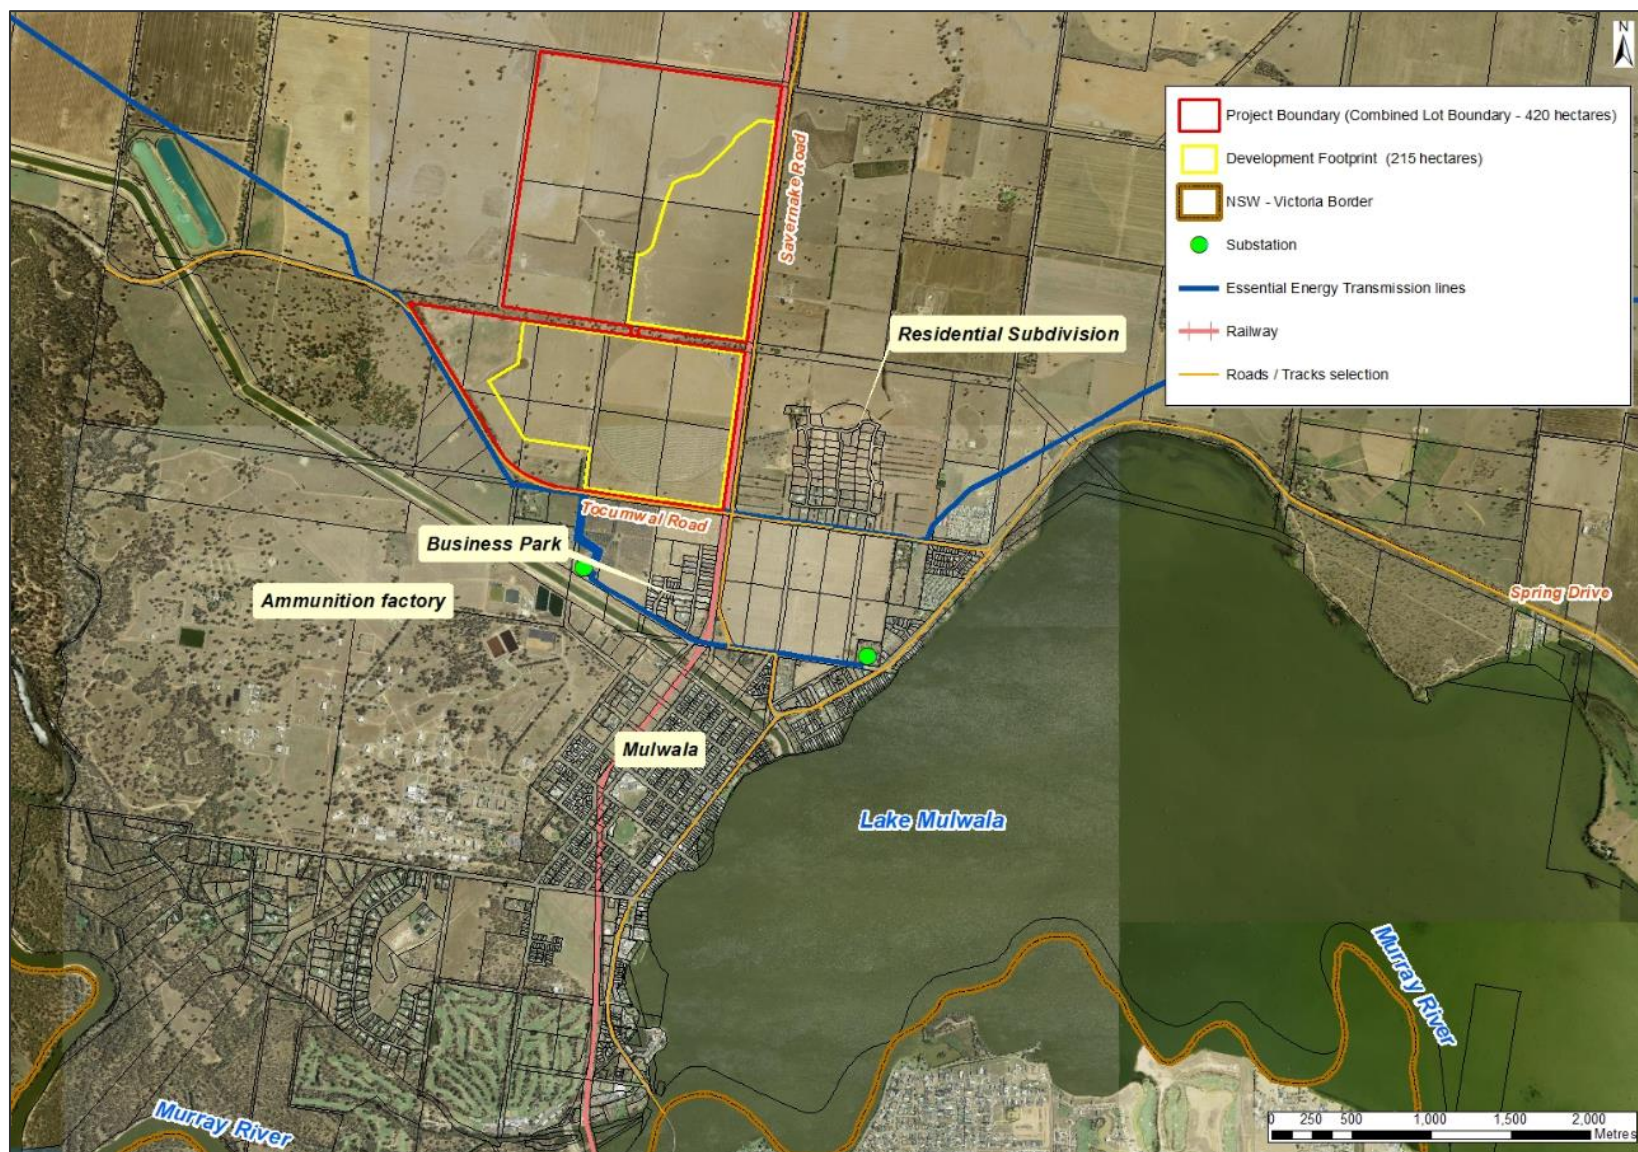 N
Project Boundary (Combined Lot Boundary - 420 hectares)
Development Footprint (215 hectares)
NSW - Victoria Border
Substation
Essential Energy Transmission lines
Railway
Roads / Tracks selection
Savernake Road
Residential Subdivision
Tocumwal Road
Business Park
Ammunition factory
Spring Drive
Mulwala
Lake Mulwala
Murray River
Murray River
0 250 500 1,000 1,500 2,000
Metres